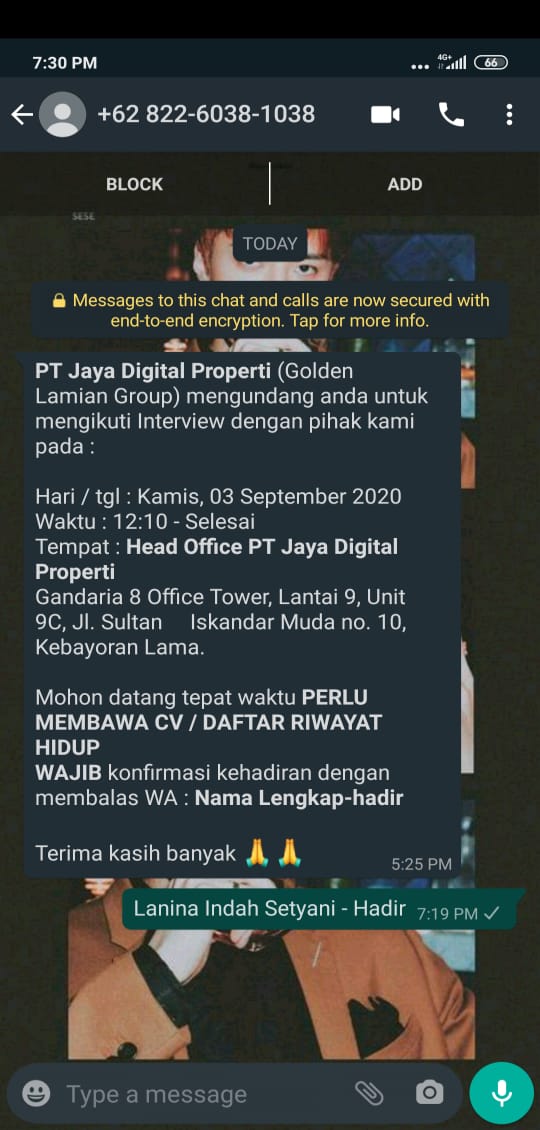 7:30 PM
4G+
66
+62 822-6038-1038
BLOCK
ADD
SESE
TODAY
Messages to this chat and calls are now secured with
end-to-end encryption. Tap for more info.
PT Jaya Digital Properti (Golden
Lamian Group) mengundang anda untuk
mengikuti Interview dengan pihak kami
pada :
Hari / tgl : Kamis, 03 September 2020
Waktu : 12:10 - Selesai
Tempat : Head Office PT Jaya Digital
Properti
Gandaria 8 Office Tower, Lantai 9, Unit
9C, Jl. Sultan Iskandar Muda no. 10,
Kebayoran Lama.
Mohon datang tepat waktu PERLU
MEMBAWA CV / DAFTAR RIWAYAT
HIDUP
WAJIB konfirmasi kehadiran dengan
membalas WA : Nama Lengkap-hadir
Terima kasih banyak 🙏 🙏
5:25 PM
Lanina Indah Setyani - Hadir 7:19 PM
Type a message